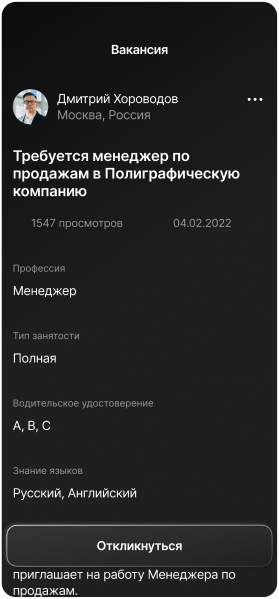 Вакансия
Дмитрий Хороводов
Москва, Россия
Требуется менеджер по
продажам в Полиграфическую
компанию
1547 просмотров
04.02.2022
Профессия
Менеджер
Тип занятости
Полная
Водительское удостоверение
А, В, С
Знание языков
Русский, Английский
Откликнуться
приглашает на работу Менеджера по
продажам.